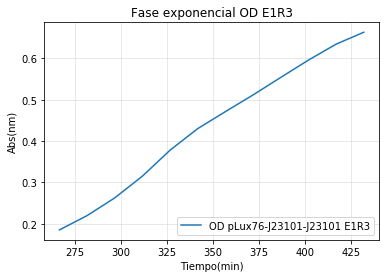 Fase exponencial OD E1R3
Abs(nm)
0.6
0.5
0.4
0.3
0.2
OD pLux76-J23101-J23101 E1R3
275 300 325 350 375 400 425
Tiempo(min)